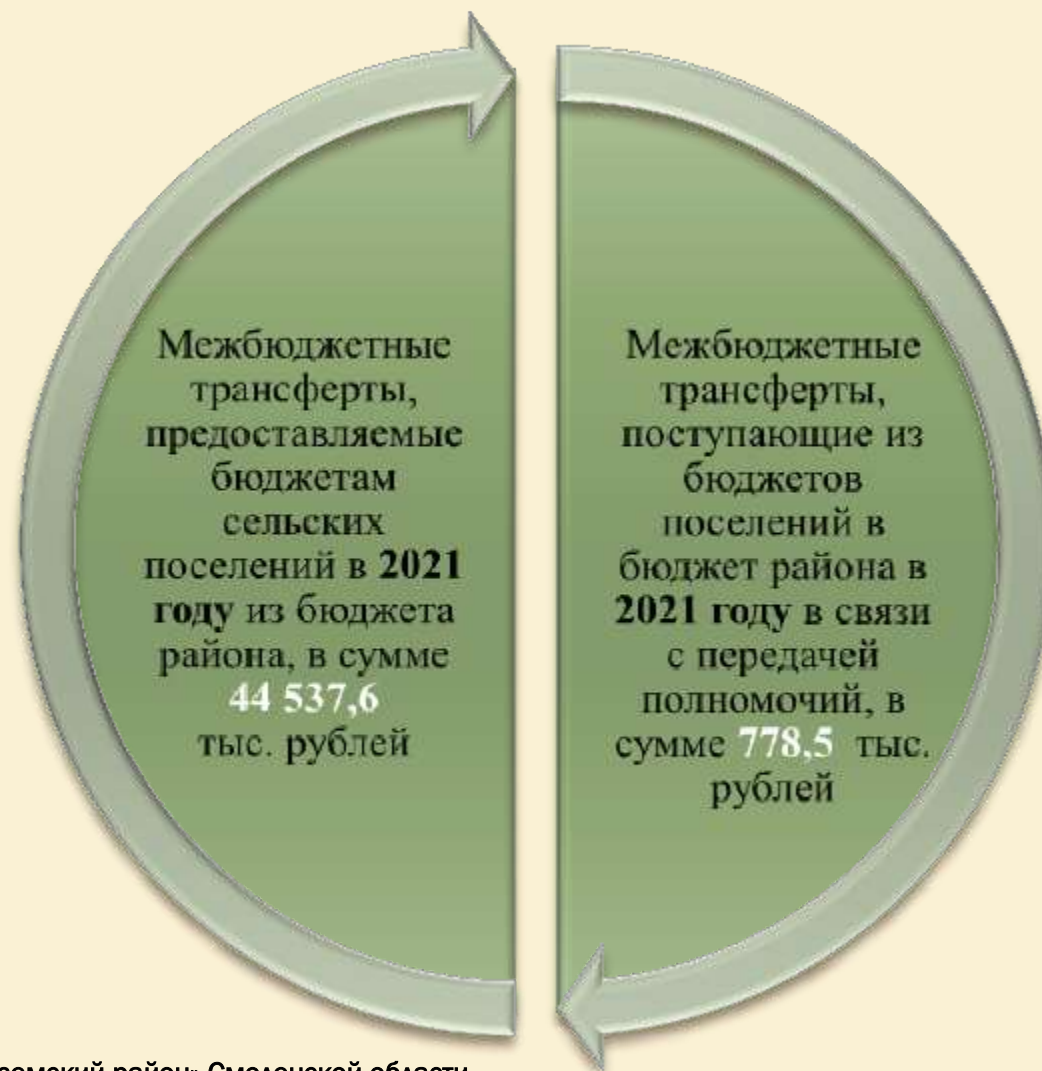 Межбюджетные
трансферты,
предоставляемые
бюджетам
сельских
поселений в 2021
году из бюджета
района, в сумме
44 537,6
тыс. рублей
Межбюджетные
трансферты,
поступающие из
бюджетов
поселений в
бюджет района в
2021 году в связи
с передачей
полномочий, в
сумме 778,5 тыс.
рублей
район» Смоленской области